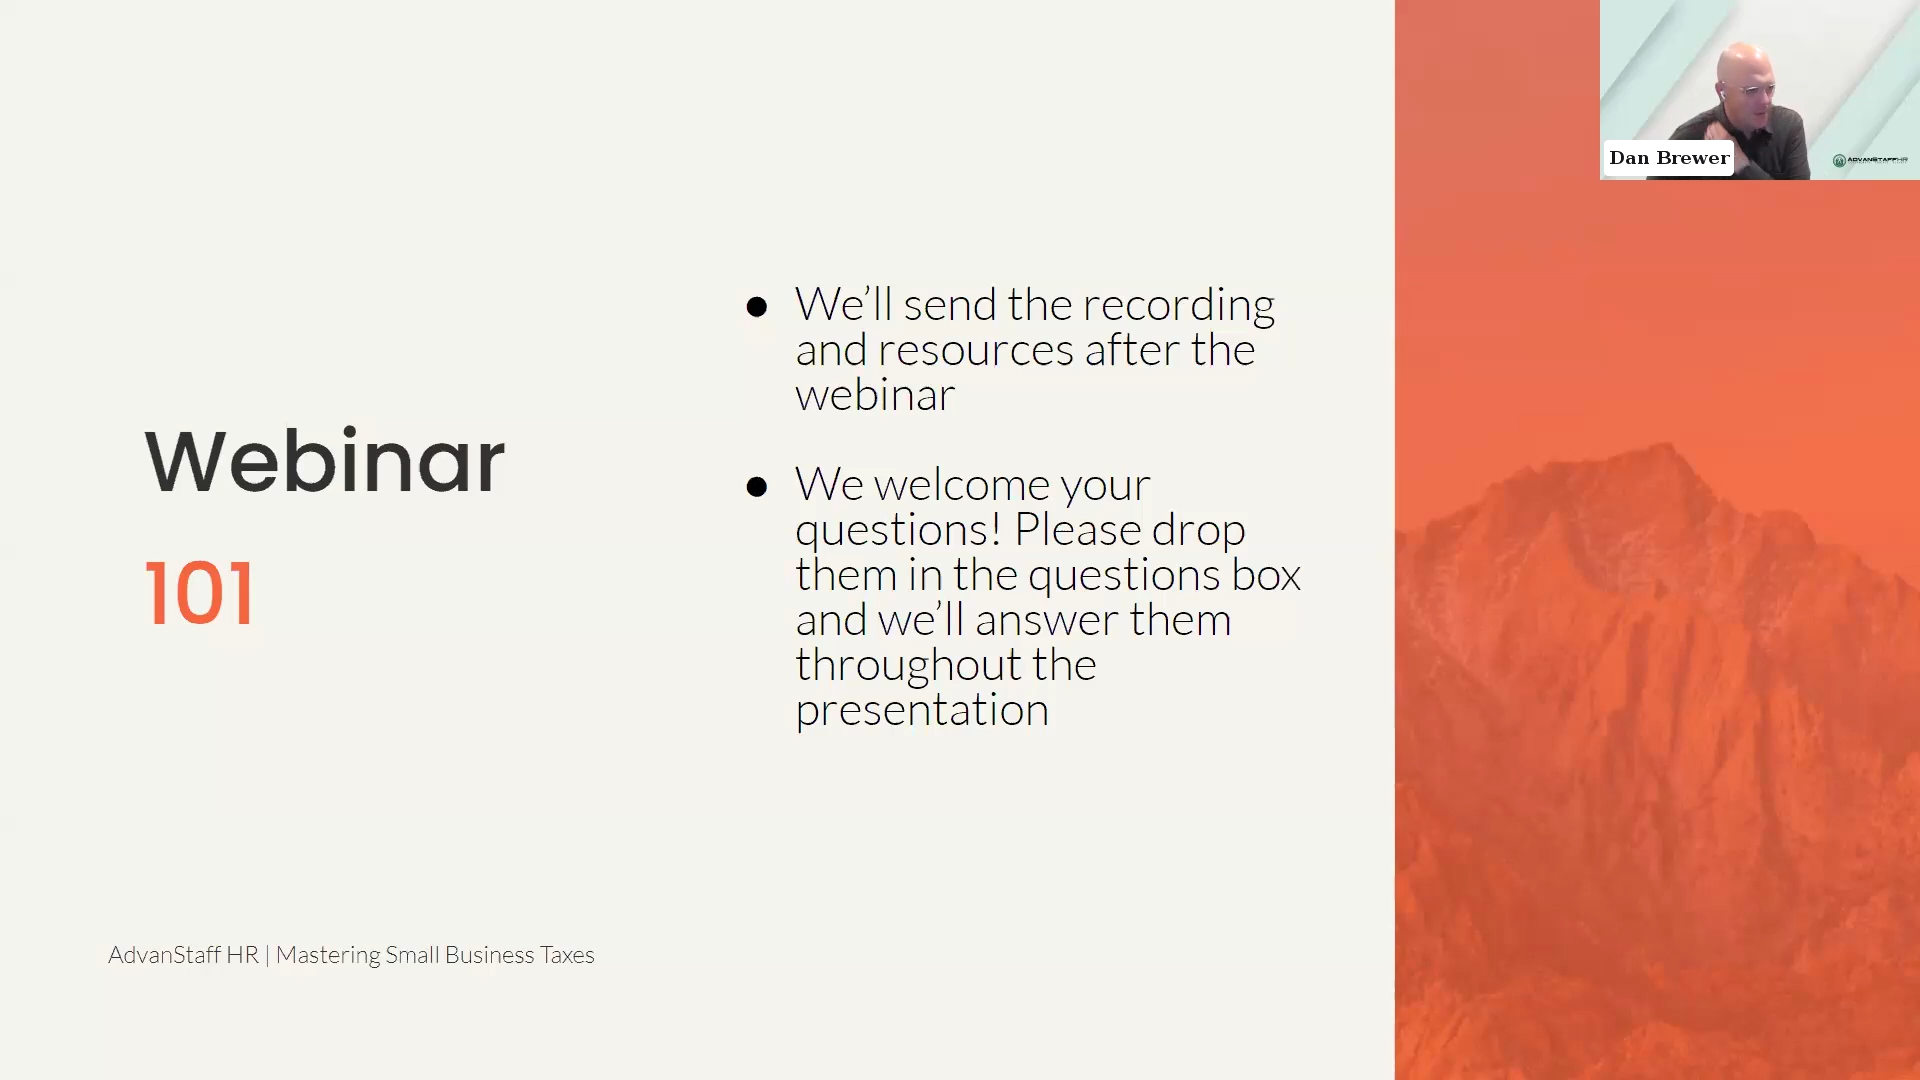 Webinar
101
We'll send the recording
and resources after the
webinar
We welcome your
questions! Please drop
them in the questions box
and we'll answer them
throughout the
presentation
AdvanStaff HR | Mastering Small Business Taxes
Dan Brewer
ADVANSTAFFHR